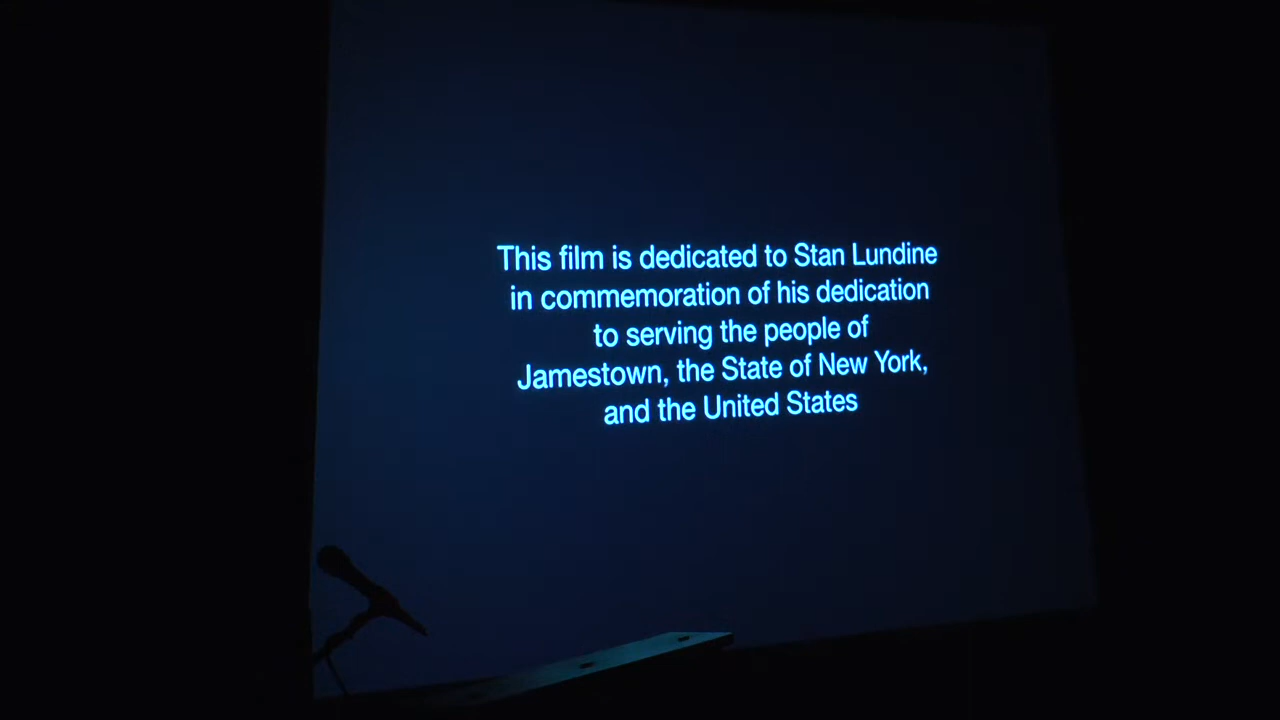 This film is dedicated to Stan Lundine
in commemoration of his dedication
to serving the people of
Jamestown, the State of New York,
and the United States